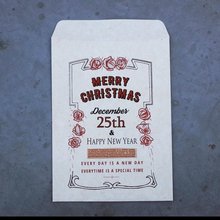 MERRY
CHRISTMAS
December
25th
&
HAPPY NEW YEAR
EVERY DAY IS A NEW DAY
EVERYTIME IS A SPECIAL TIME